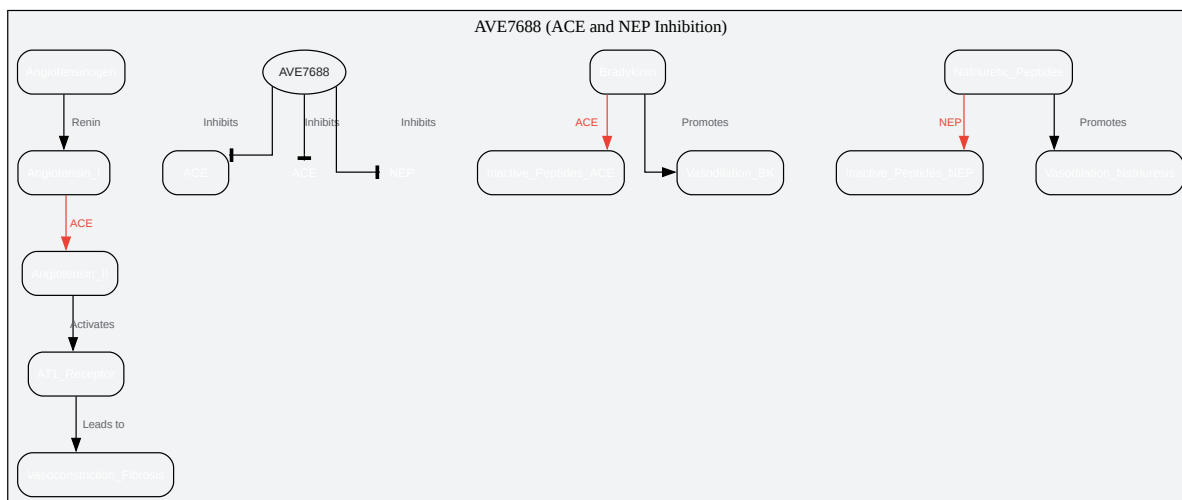 AVE7688 (ACE and NEP Inhibition)
Angiotensinogen
AVE7688
Bradykinin
Natriuretic_Peptides
Renin
Inhibits
Inhibits
Inhibits
ACE
Promotes
NEP
Promotes
Angiotensin_I
ACE
ACE
NEP
Inactive_Peptides_ACE
Vasodilation_BK
Inactive_Peptides_NEP
Vasodilation_Natriuresis
ACE
Angiotensin_II
Activates
AT1_Receptor
Leads to
Vasoconstriction_Fibrosis